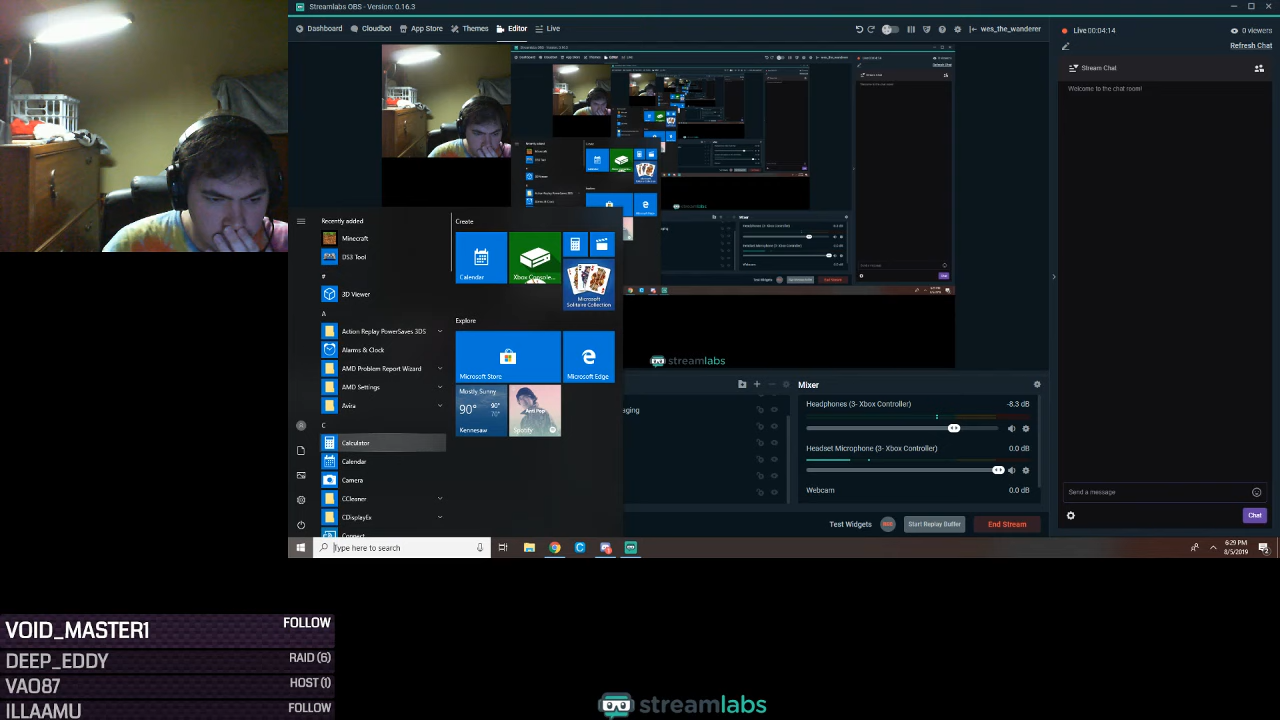 Streamlabs OBS - Version: 0.16.3
Dashboard
Cloudbot
App Store
Themes
Editor
Live
wes_the_wanderer
Live 00:04:14
0 viewers
Refresh Chat
Stream Chat
Welcome to the chat room!
Recently added
Minecraft
DS3 Tool
#
3D Viewer
A
Action Replay PowerSaves 3DS
Alarms & Clock
AMD Problem Report Wizard
AMD Settings
Avira
C
Calculator
Calendar
Camera
CCleaner
CDisplayEx
Connect
Create
Calendar
Xbox Console...
Microsoft
Solitaire Collection
Explore
Microsoft Store
Microsoft Edge
Mostly Sunny
90°
90°
Kennesaw
Anti Pop
Spotify
streamlabs
aging
Mixer
Headphones (3- Xbox Controller)
-8.3 dB
Headset Microphone (3- Xbox Controller)
0.0 dB
Webcam
0.0 dB
Test Widgets
Start Replay Buffer
End Stream
Send a message
Chat
Type here to search
6:29 PM
8/5/2019
VOID_MASTER1
FOLLOW
DEEP_EDDY
RAID (6)
VAO87
HOST (1)
ILLAAMU
FOLLOW
streamlabs